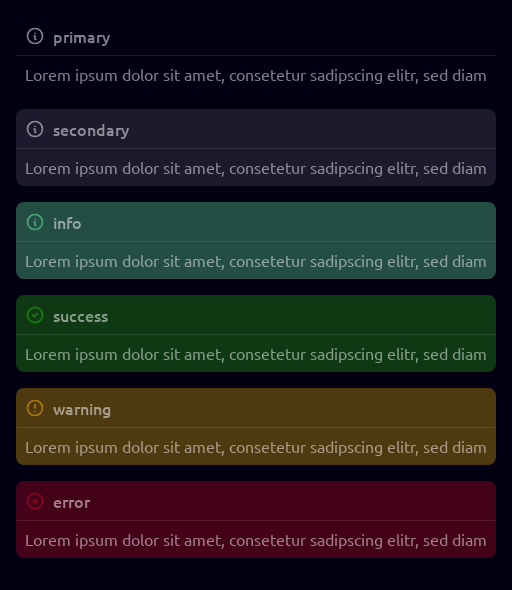 primary
Lorem ipsum dolor sit amet, consetetur sadipscing elitr, sed diam
secondary
Lorem ipsum dolor sit amet, consetetur sadipscing elitr, sed diam
info
Lorem ipsum dolor sit amet, consetetur sadipscing elitr, sed diam
success
Lorem ipsum dolor sit amet, consetetur sadipscing elitr, sed diam
warning
Lorem ipsum dolor sit amet, consetetur sadipscing elitr, sed diam
error
Lorem ipsum dolor sit amet, consetetur sadipscing elitr, sed diam